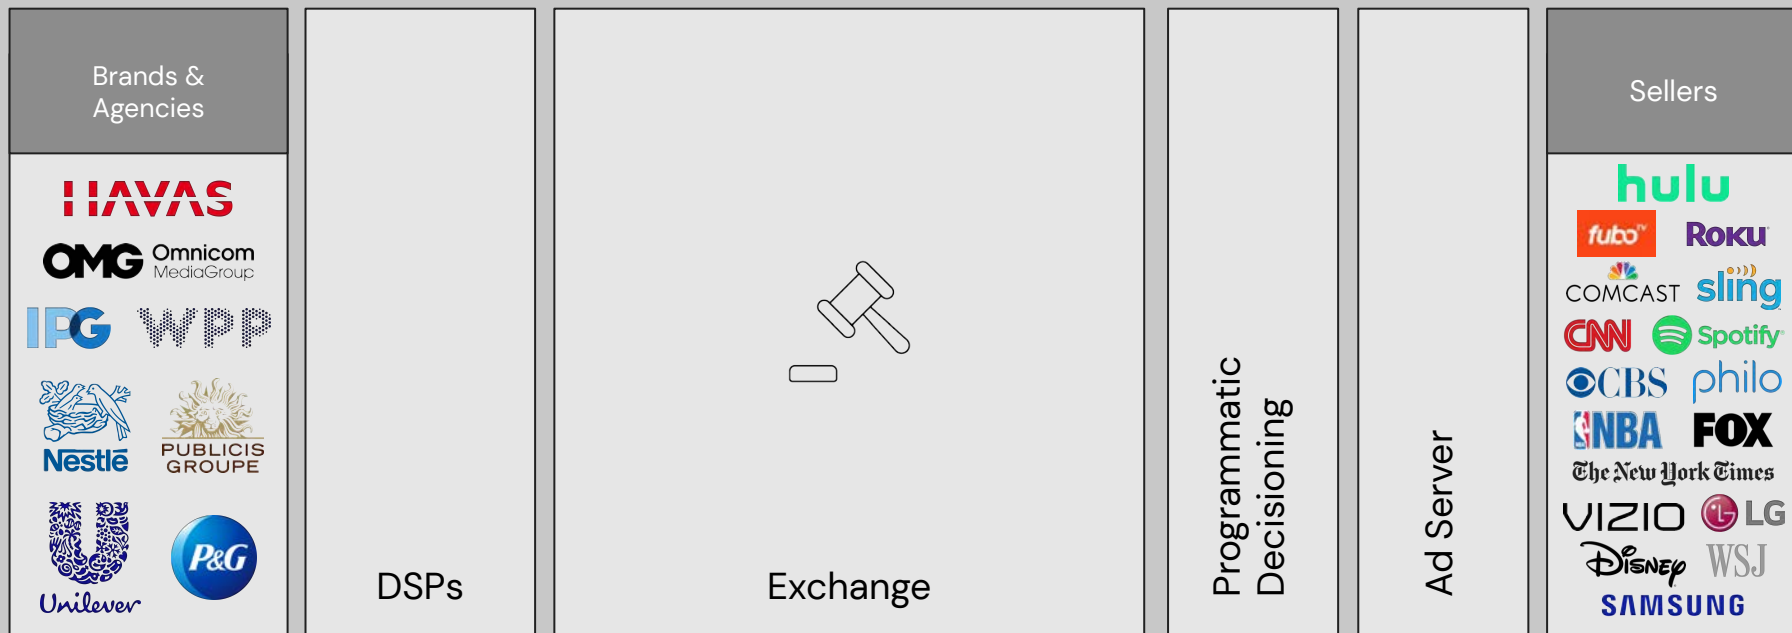 Brands &
Agencies
HAVAS
OMG Omnicom
MediaGroup
IPG WPP
Nestlé
PUBLICIS
GROUPE
Unilever
P&G
DSPs
Exchange
Programmatic
Decisioning
Ad Server
Sellers
hulu
fuboTV Roku
COMCAST sling
CNN Spotify
CBS philo
NBA FOX
The New York Times
VIZIO LG
Disney WSJ
SAMSUNG